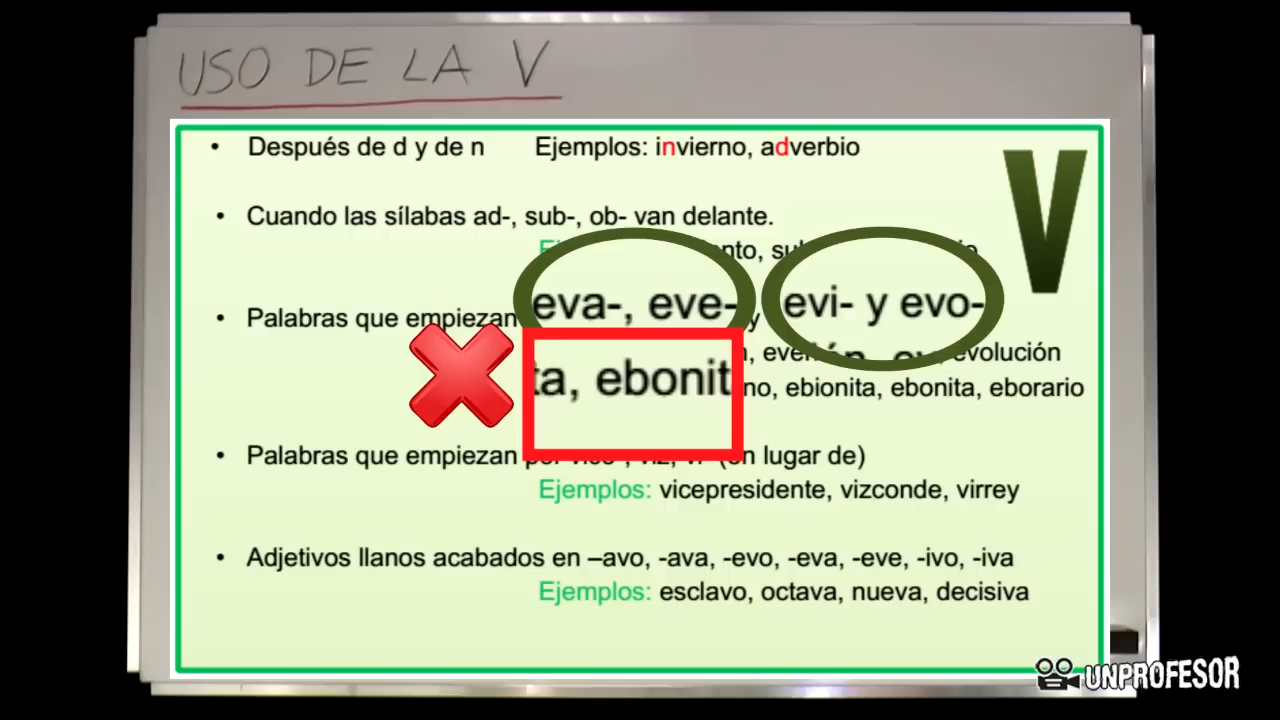 USO DE LA V
• Después de d y de n Ejemplos: invierno, adverbio
V
• Cuando las sílabas ad-, sub-, ob- van delante.
• Palabras que empiezan eva-, eve- y evi- y evo-
evolución
ta, ebonit
ebionita, ebonita, eborario
• Palabras que empiezan lugar de)
Ejemplos: vicepresidente, vizconde, virrey
• Adjetivos llanos acabados en –avo, -ava, -evo, -eva, -eve, -ivo, -iva
Ejemplos: esclavo, octava, nueva, decisiva
UNPROFESOR